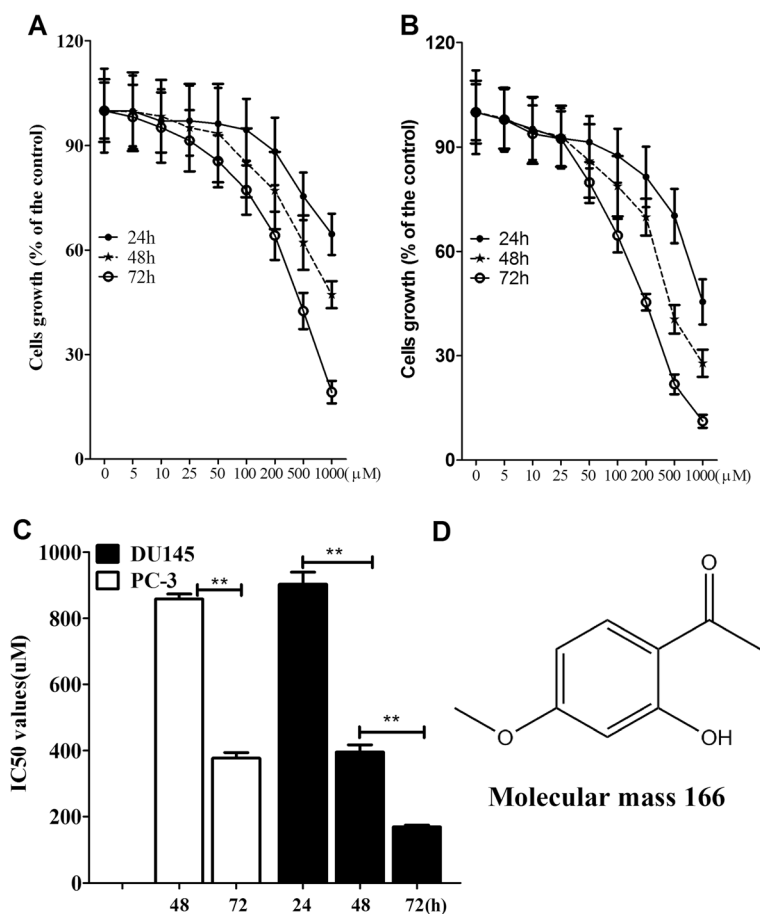 A
120
90
60
30
0
Cells growth (% of the control)
24h
48h
72h
0 5 10 25 50 100 200 500 1000(μM)
B
120
90
60
30
0
Cells growth (% of the control)
24h
48h
72h
0 5 10 25 50 100 200 500 1000(μM)
C
1000
800
600
400
200
0
IC50 values(uM)
DU145
PC-3
**
**
**
48 72 24 48 72(h)
D
O
O
OH
Molecular mass 166